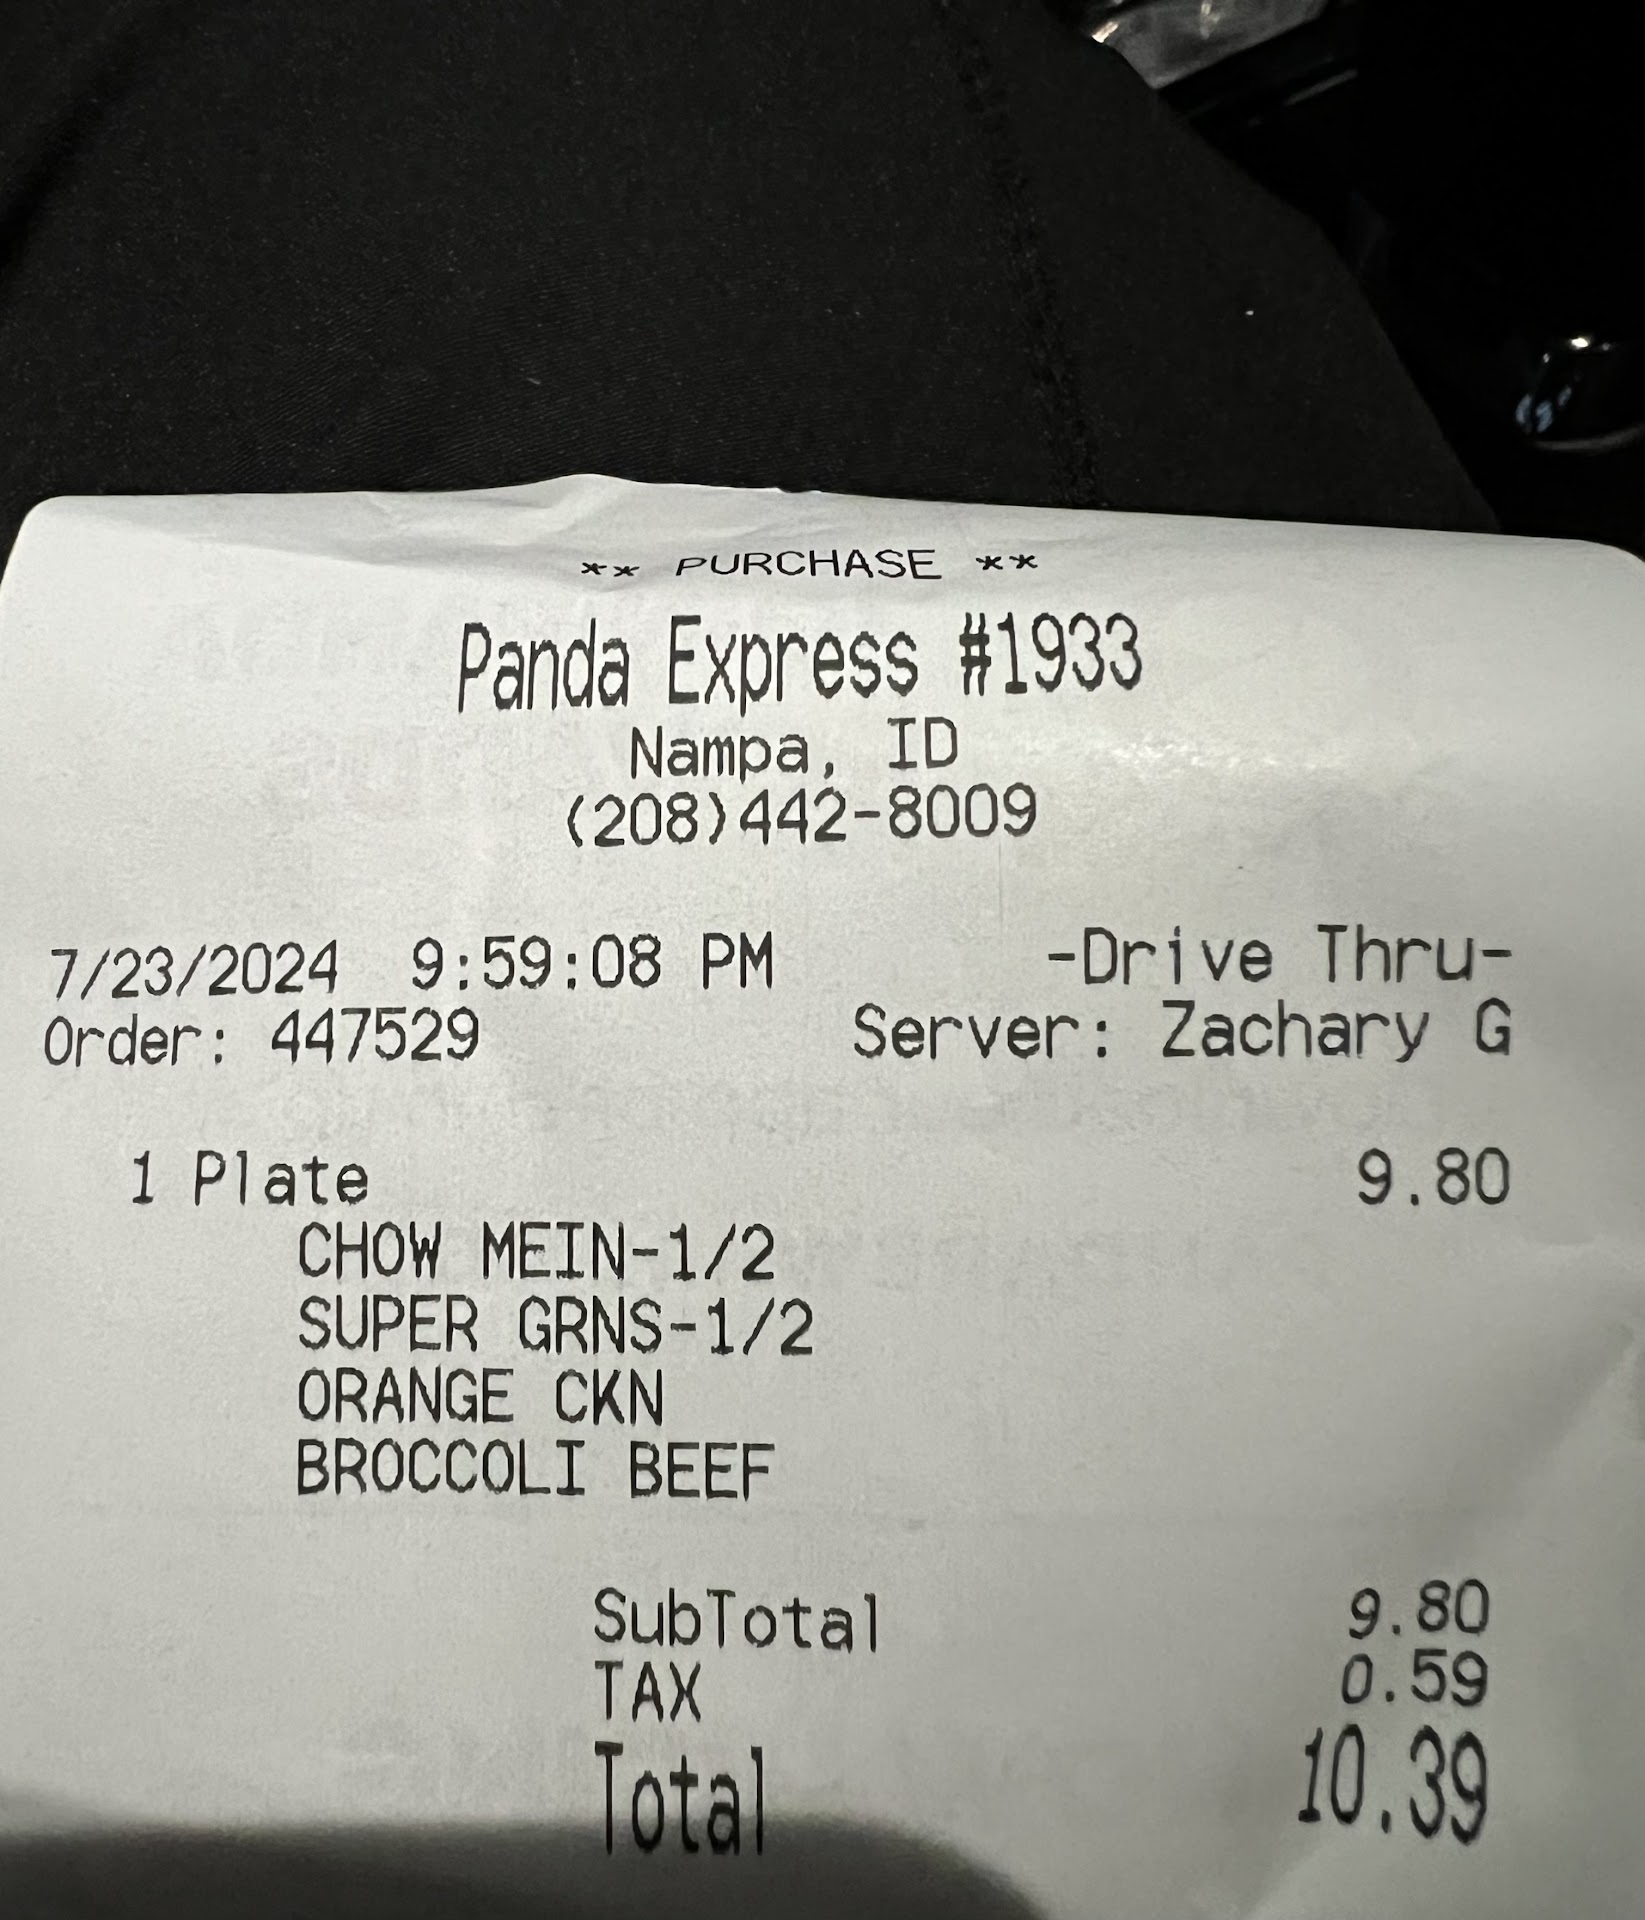 ** PURCHASE **
Panda Express #1933
Nampa, ID
(208)442-8009
7/23/2024 9:59:08 PM -Drive Thru-
Order: 447529 Server: Zachary G
1 Plate 9.80
CHOW MEIN-1/2
SUPER GRNS-1/2
ORANGE CKN
BROCCOLI BEEF
SubTotal 9.80
TAX 0.59
Total 10.39